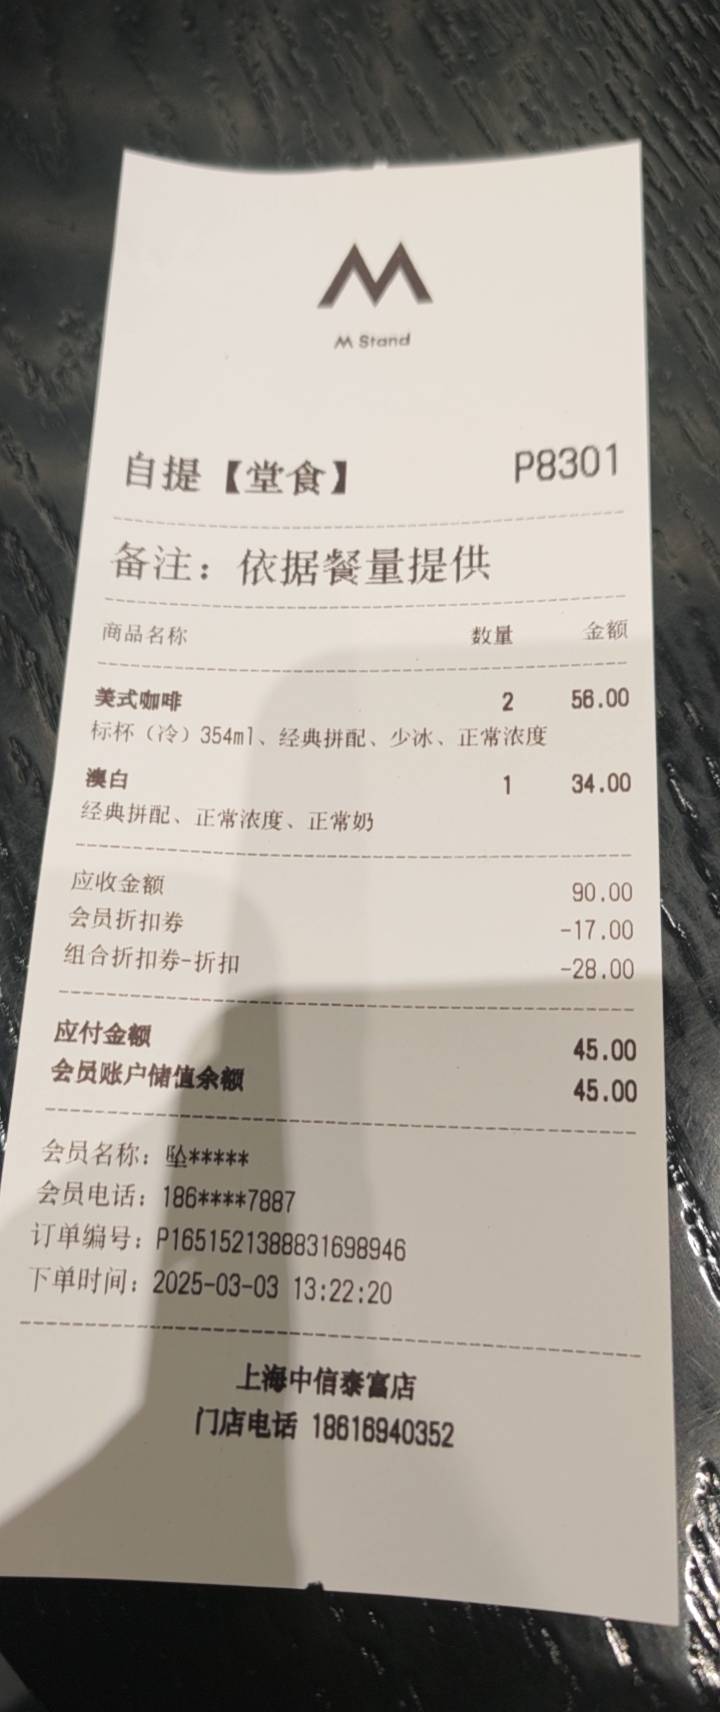 M Stand
自提【堂食】 P8301
备注：依据餐量提供
商品名称 数量 金额
美式咖啡 2 56.00
标杯（冷）354ml、经典拼配、少冰、正常浓度
澳白 1 34.00
经典拼配、正常浓度、正常奶
应收金额 90.00
会员折扣券 -17.00
组合折扣券-折扣 -28.00
应付金额 45.00
会员账户储值余额 45.00
会员名称：坠*****
会员电话：186****7887
订单编号：P1651521388831698946
下单时间：2025-03-03 13:22:20
上海中信泰富店
门店电话 18616940352